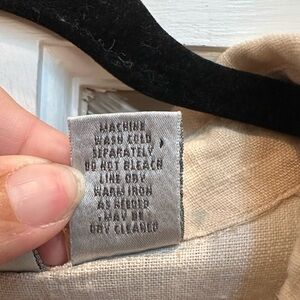 MACHINE
WASH COLD
SEPARATELY,
DO NOT BLEACH
LINE DRY
WARM IRON
AS NEEDED
MAY BE
DRY CLEANED